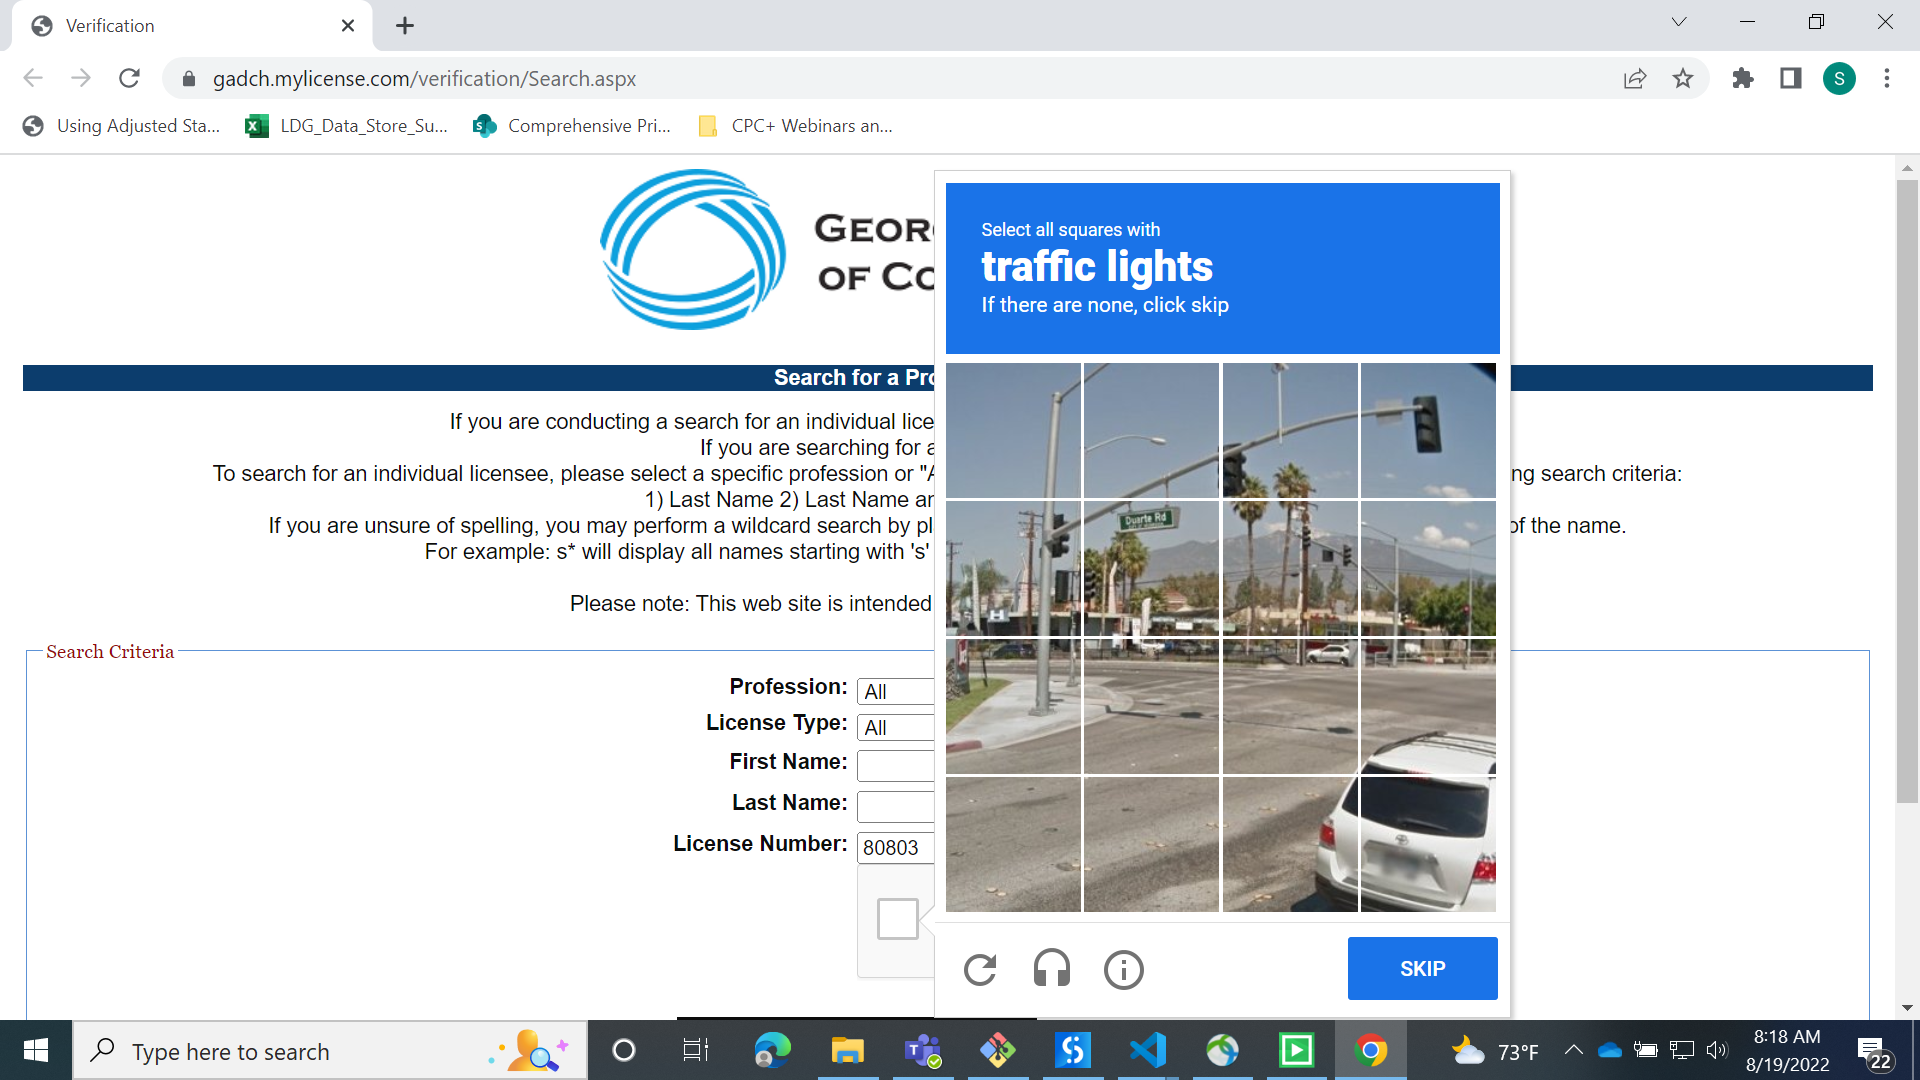 Verification
gadch.mylicense.com/verification/Search.aspx
S
Using Adjusted Sta...
LDG_Data_Store_Su...
Comprehensive Pri...
CPC+ Webinars an...
GEOR
OF CO
Search for a Pro
If you are conducting a search for an individual lice
If you are searching for a
To search for an individual licensee, please select a specific profession or "A
ng search criteria:
1) Last Name 2) Last Name an
If you are unsure of spelling, you may perform a wildcard search by pl
of the name.
For example: s* will display all names starting with 's'
Please note: This web site is intended
Search Criteria
Profession: All
License Type: All
First Name:
Last Name:
License Number: 80803
Select all squares with
traffic lights
If there are none, click skip
Duarte Rd
SKIP
Type here to search
73°F
8:18 AM
8/19/2022
22